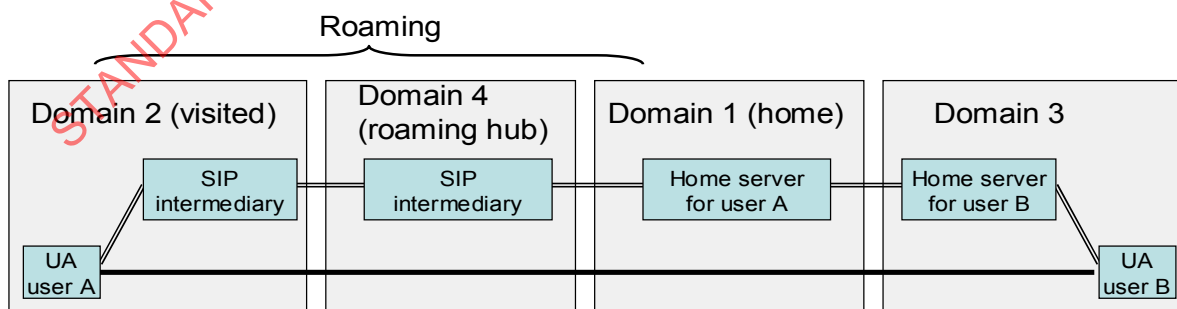 Roaming
Domain 2 (visited)
Domain 4
(roaming hub)
Domain 1 (home)
Domain 3
SIP
intermediary
SIP
intermediary
Home server
for user A
Home server
for user B
UA
user A
UA
user B